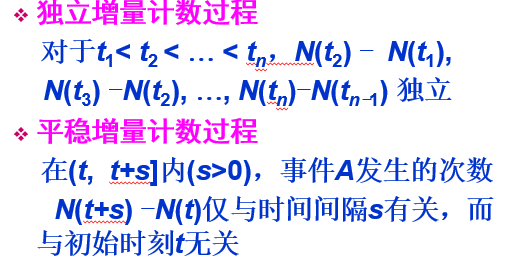 ❖ 独立增量计数过程
对于t₁< t₂ < … < tₙ， N(t₂) − N(t₁),
N(t₃) −N(t₂), …, N(tₙ)−N(tₙ₋₁) 独立
❖ 平稳增量计数过程
在(t, t+s]内(s>0)，事件A发生的次数
N(t+s) −N(t)仅与时间间隔s有关，而
与初始时刻t无关